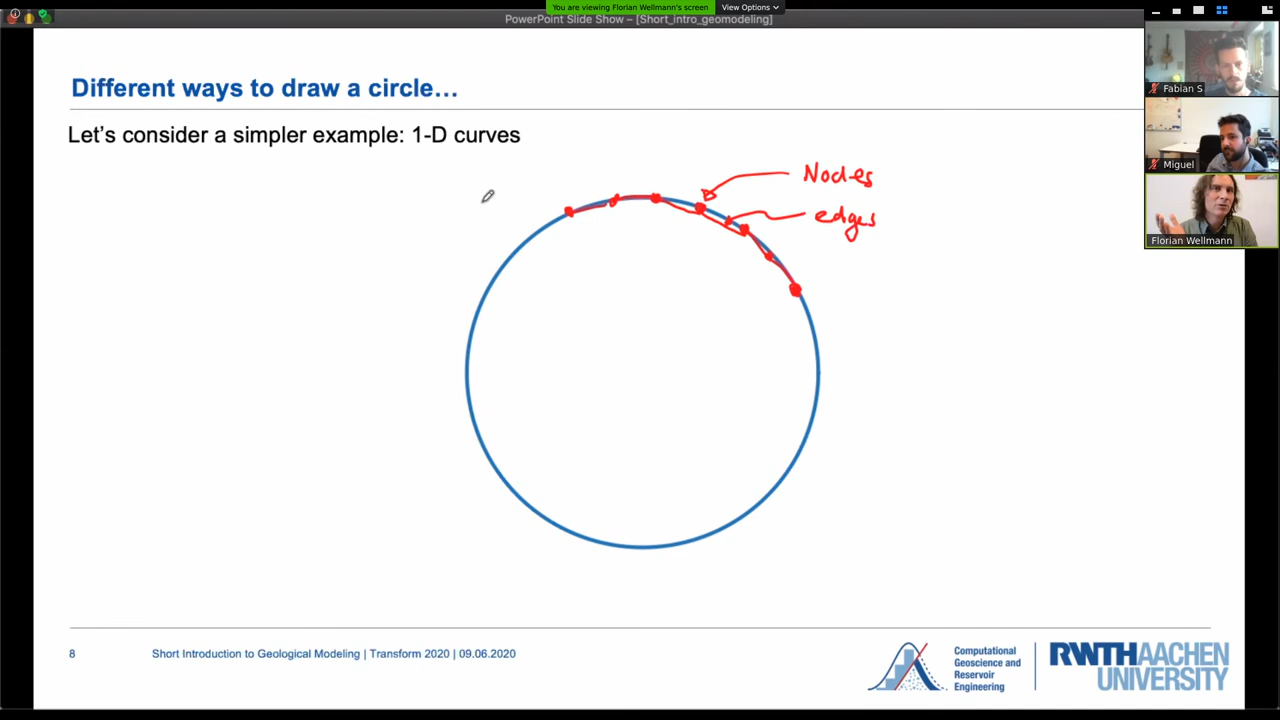 You are viewing Florian Wellmann's screen
View Options
PowerPoint Slide Show – [Short_intro_geomodeling]
Different ways to draw a circle…
Let's consider a simpler example: 1-D curves
Nodes
edges
Fabian S
Miguel
Florian Wellmann
8
Short Introduction to Geological Modeling | Transform 2020 | 09.06.2020
Computational
Geoscience and
Reservoir
Engineering
RWTHAACHEN
UNIVERSITY